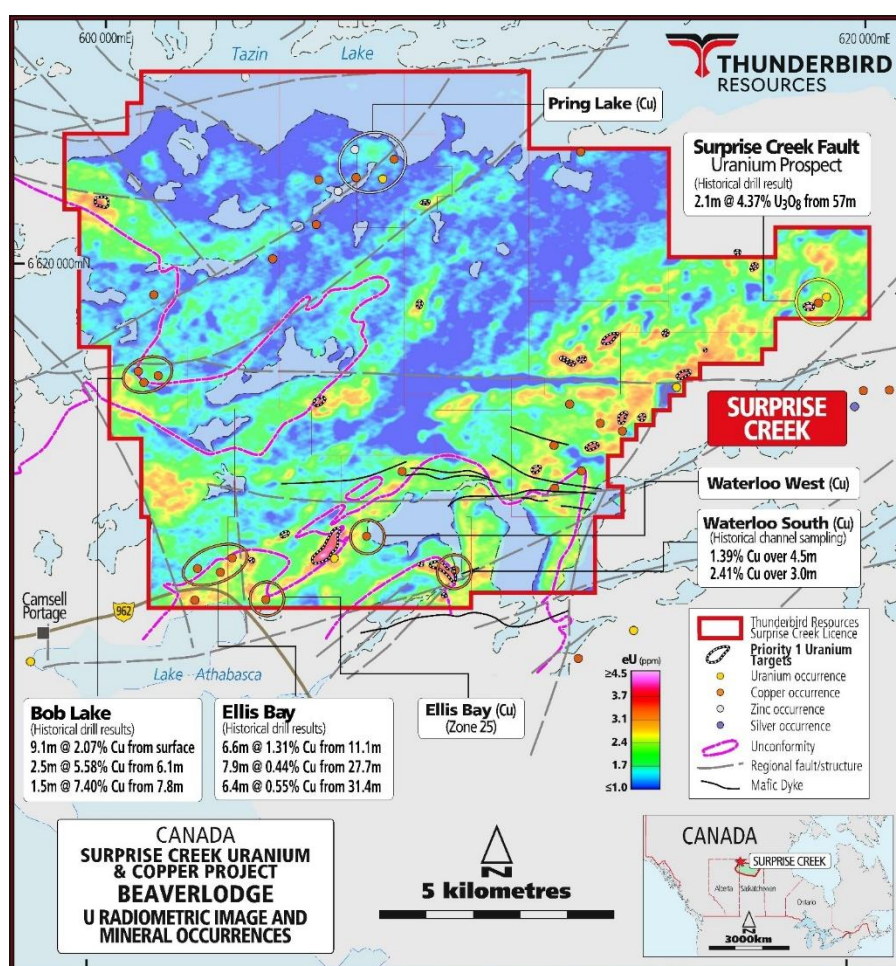 600 000mE
620 000mE
Tazin Lake
THUNDERBIRD
RESOURCES
Pring Lake (Cu)
Surprise Creek Fault
Uranium Prospect
(Historical drill result)
2.1m @ 4.37% U₃O₈ from 57m
6 620 000mN
SURPRISE
CREEK
Waterloo West (Cu)
Waterloo South (Cu)
(Historical channel sampling)
1.39% Cu over 4.5m
2.41% Cu over 3.0m
Camsell
Portage
962
Lake Athabasca
Bob Lake
(Historical drill results)
9.1m @ 2.07% Cu from surface
2.5m @ 5.58% Cu from 6.1m
1.5m @ 7.40% Cu from 7.8m
Ellis Bay
(Historical drill results)
6.6m @ 1.31% Cu from 11.1m
7.9m @ 0.44% Cu from 27.7m
6.4m @ 0.55% Cu from 31.4m
Ellis Bay (Cu)
(Zone 25)
eU (ppm)
≥4.5
3.7
3.1
2.4
1.7
≤1.0
Thunderbird Resources
Surprise Creek Licence
Priority 1 Uranium
Targets
Uranium occurrence
Copper occurrence
Zinc occurrence
Silver occurrence
Unconformity
Regional fault/structure
Mafic Dyke
CANADA
SURPRISE CREEK URANIUM
& COPPER PROJECT
BEAVERLODGE
U RADIOMETRIC IMAGE AND
MINERAL OCCURRENCES
N
5 kilometres
CANADA
SURPRISE CREEK
Alberta
Saskatchewan
Ontario
N
3000km